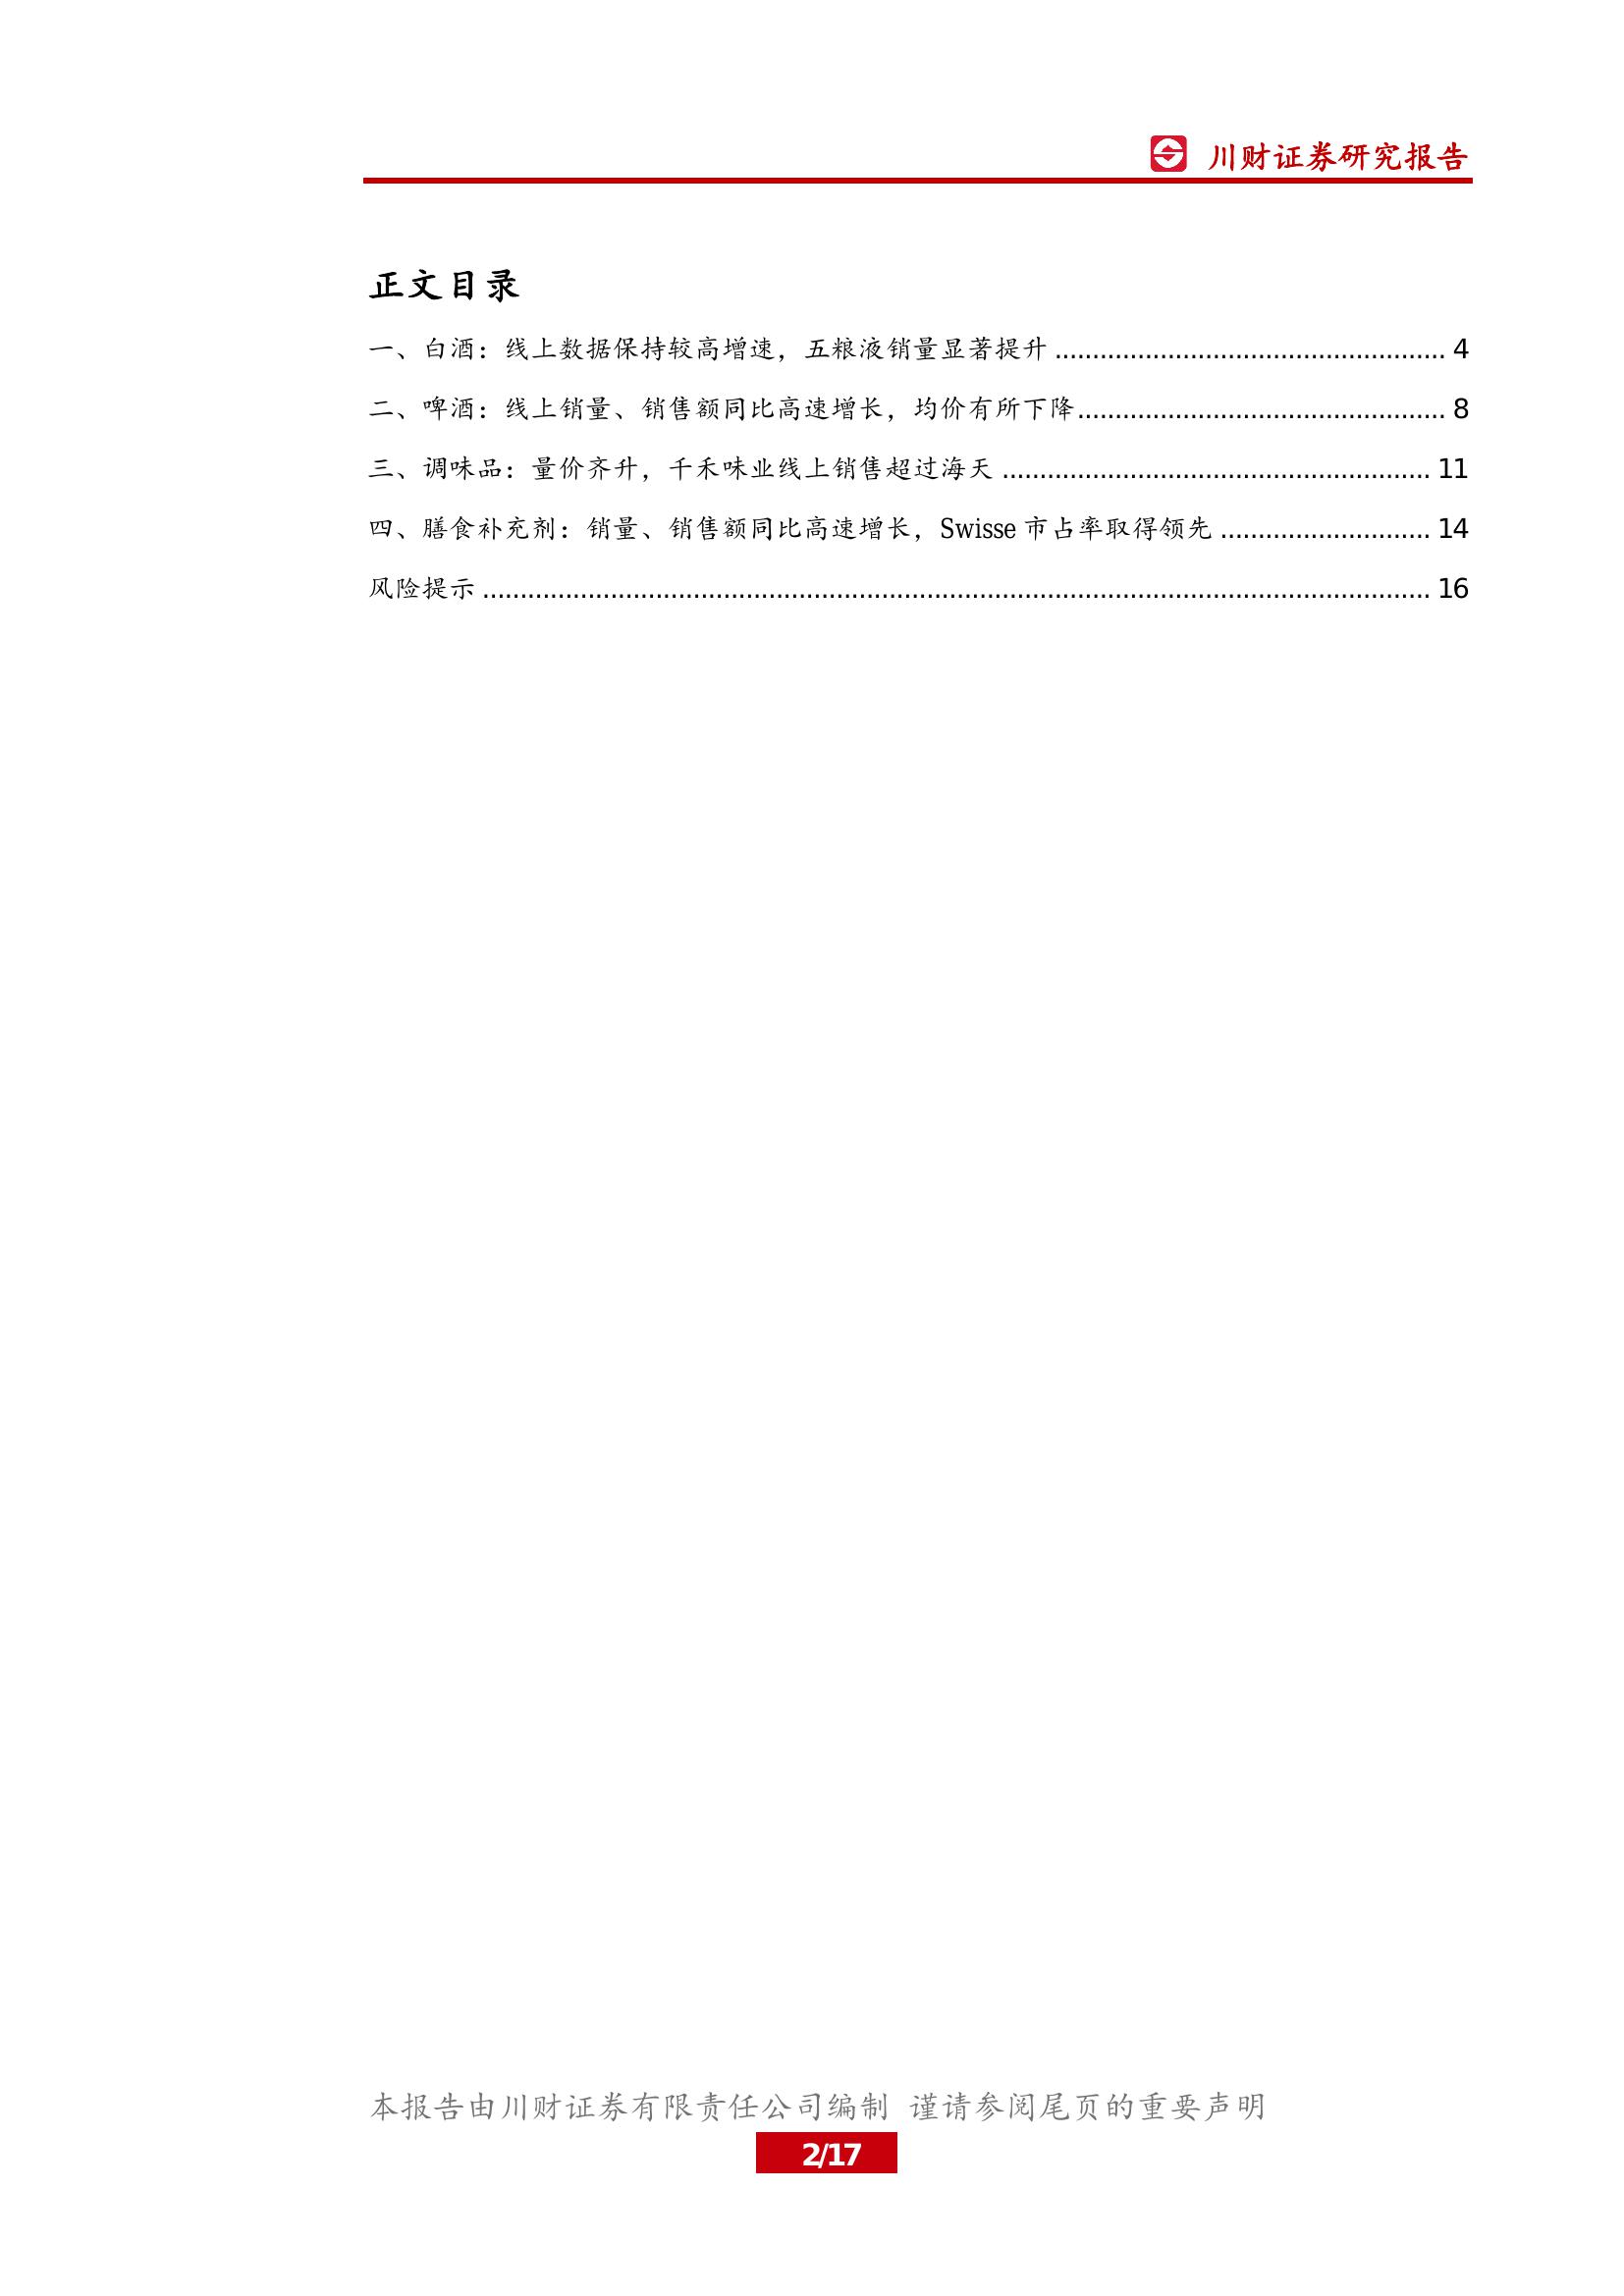 川财证券研究报告
正文目录
一、白酒：线上数据保持较高增速，五粮液销量显著提升 .................................................... 4
二、啤酒：线上销量、销售额同比高速增长，均价有所下降................................................. 8
三、调味品：量价齐升，千禾味业线上销售超过海天 ......................................................... 11
四、膳食补充剂：销量、销售额同比高速增长，Swisse 市占率取得领先 ............................ 14
风险提示 .............................................................................................................................. 16
本报告由川财证券有限责任公司编制 谨请参阅尾页的重要声明
2/17